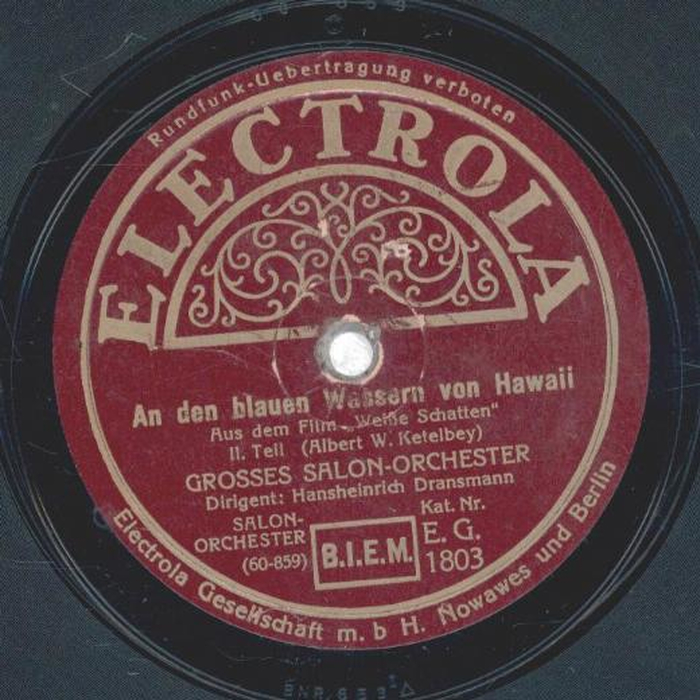 Rundfunk-Uebertragung verboten
ELECTROLA
An den blauen Wassern von Hawaii
Aus dem Film „Weiße Schatten"
II. Teil (Albert W. Ketelbey)
GROSSES SALON-ORCHESTER
Dirigent: Hansheinrich Dransmann
SALON-
ORCHESTER
(60-859)
B.I.E.M.
Kat. Nr.
E. G.
1803
Electrola Gesellschaft m. b H. Nowawes und Berlin